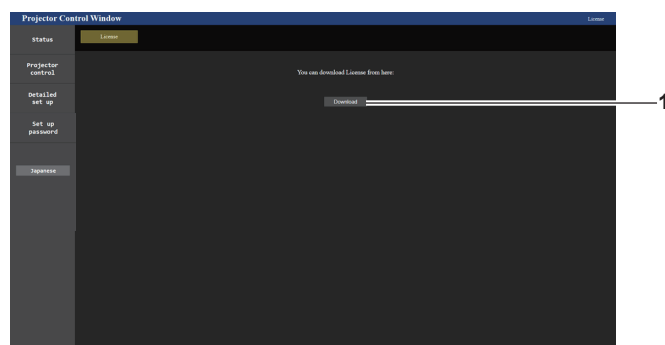 Projector Control Window
License
Status
License
Projector
control
You can download License from here:
Detailed
set up
Download
1
Set up
password
Japanese